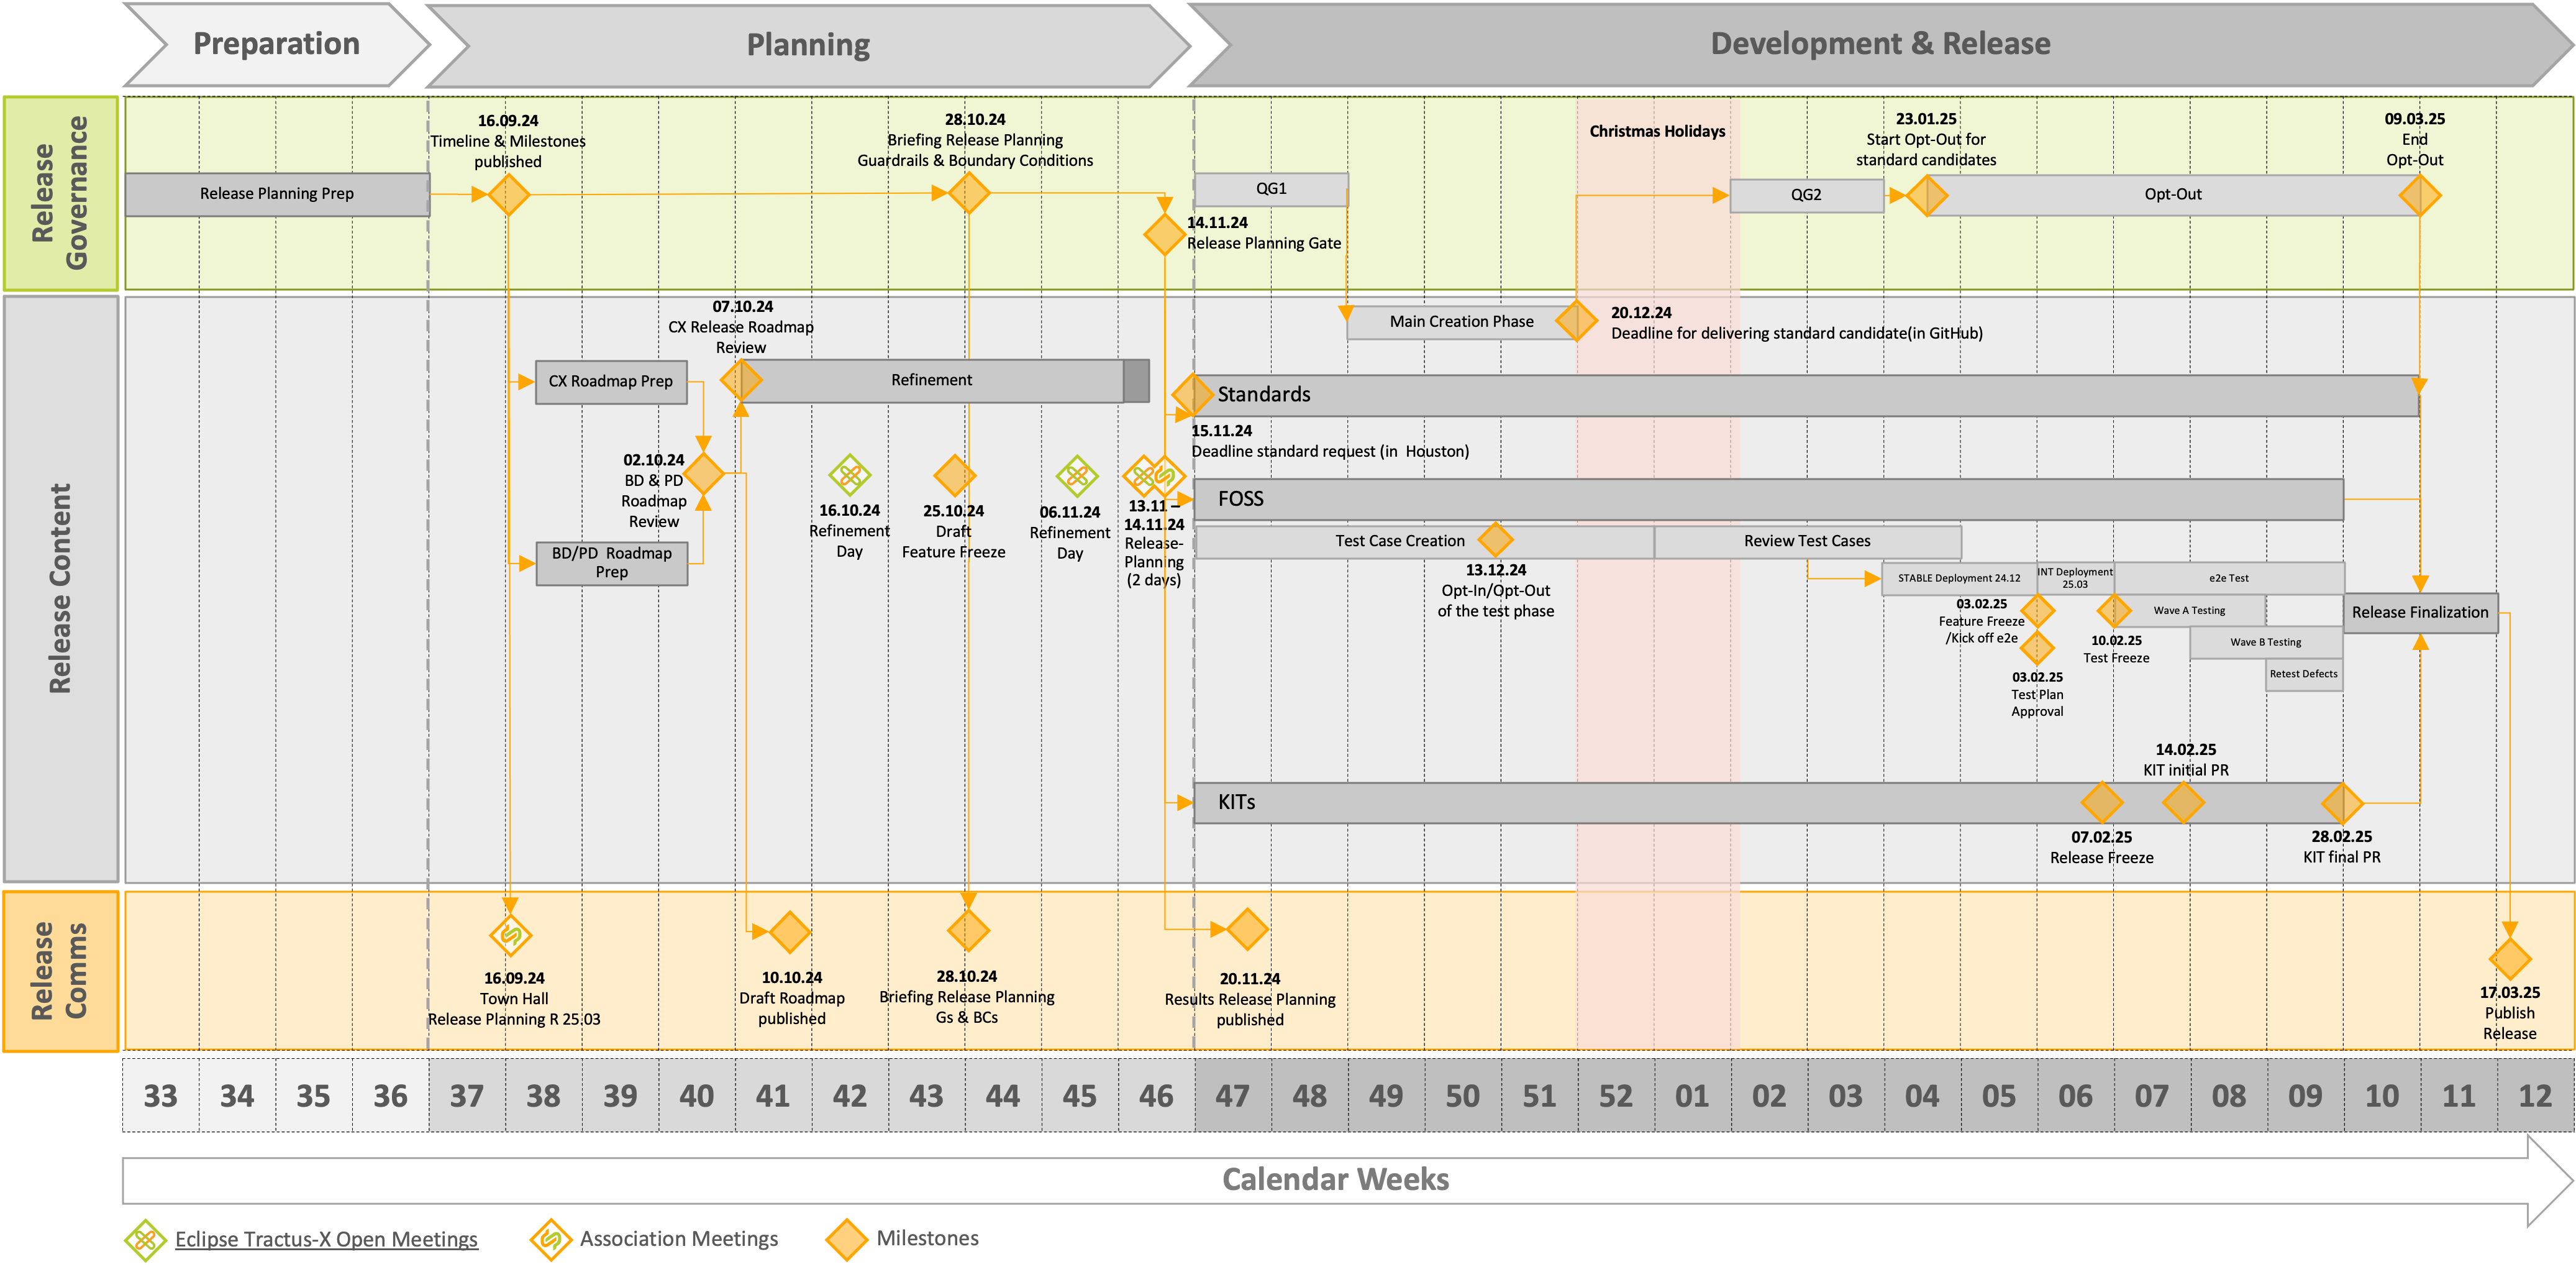 Preparation
Planning
Development & Release
Release
Governance
16.09.24
Timeline & Milestones
published
28.10.24
Briefing Release Planning
Guardrails & Boundary Conditions
Christmas Holidays
23.01.25
Start Opt-Out for
standard candidates
09.03.25
End
Opt-Out
Release Planning Prep
QG1
QG2
Opt-Out
14.11.24
Release Planning Gate
Release Content
07.10.24
CX Release Roadmap
Review
Main Creation Phase
20.12.24
Deadline for delivering standard candidate(in GitHub)
CX Roadmap Prep
Refinement
Standards
15.11.24
Deadline standard request (in  Houston)
02.10.24
BD & PD
Roadmap
Review
16.10.24
Refinement
Day
25.10.24
Draft
Feature Freeze
06.11.24
Refinement
Day
13.11 –
14.11.24
Release-
Planning
(2 days)
FOSS
BD/PD  Roadmap
Prep
Test Case Creation
Review Test Cases
13.12.24
Opt-In/Opt-Out
of the test phase
STABLE Deployment 24.12
INT Deployment
25.03
e2e Test
03.02.25
Feature Freeze
/Kick off e2e
Wave A Testing
Release Finalization
10.02.25
Test Freeze
Wave B Testing
03.02.25
Test Plan
Approval
Retest Defects
14.02.25
KIT initial PR
KITs
07.02.25
Release Freeze
28.02.25
KIT final PR
Release
Comms
16.09.24
Town Hall
Release Planning R 25.03
10.10.24
Draft Roadmap
published
28.10.24
Briefing Release Planning
Gs & BCs
20.11.24
Results Release Planning
published
17.03.25
Publish
Release
33 34 35 36 37 38 39 40 41 42 43 44 45 46 47 48 49 50 51 52 01 02 03 04 05 06 07 08 09 10 11 12
Calendar Weeks
Eclipse Tractus-X Open Meetings
Association Meetings
Milestones